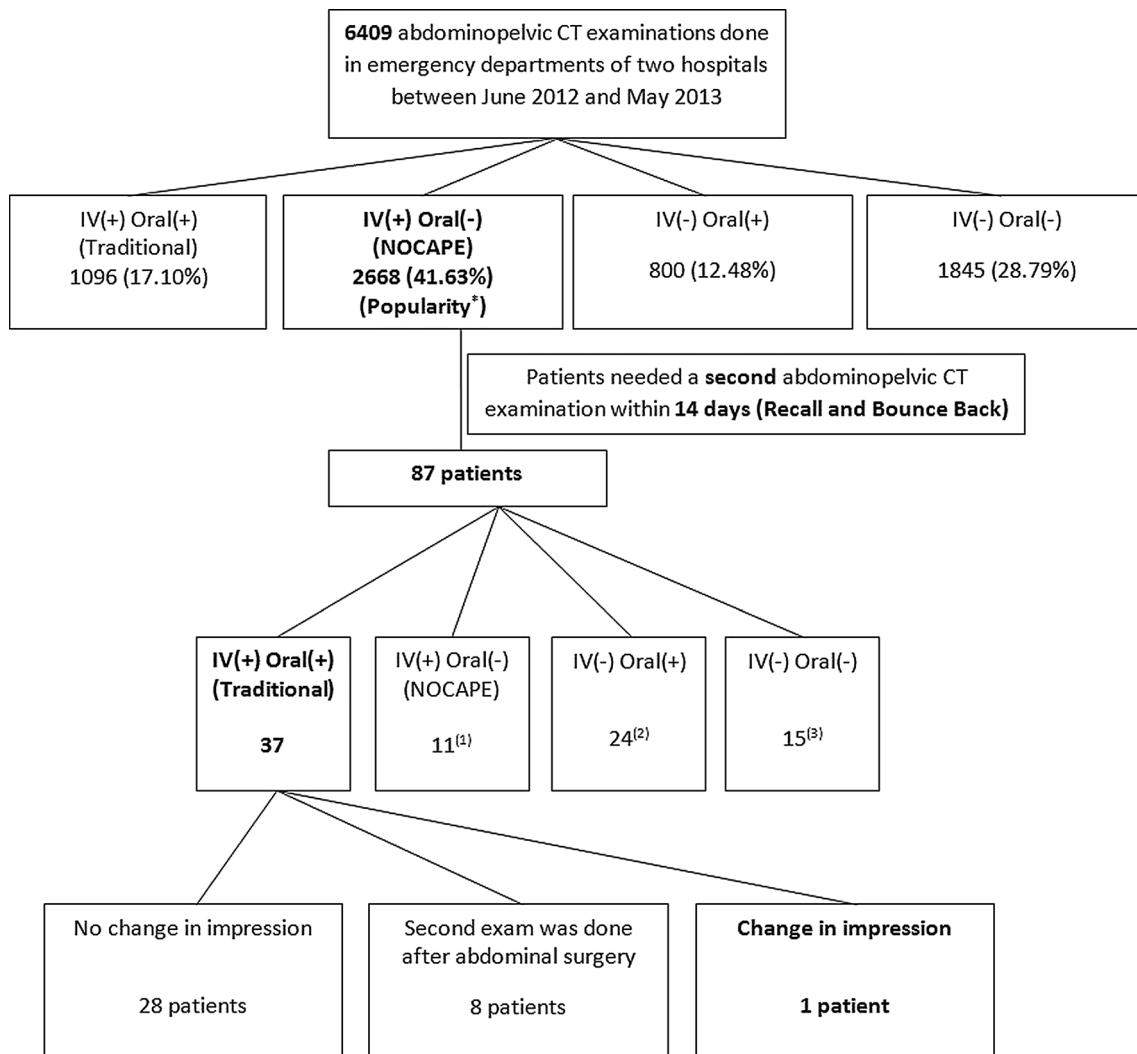 6409 abdominopelvic CT examinations done
in emergency departments of two hospitals
between June 2012 and May 2013
IV(+) Oral(+)
(Traditional)
1096 (17.10%)
IV(+) Oral(-)
(NOCAPE)
2668 (41.63%)
(Popularity‡)
IV(-) Oral(+)
800 (12.48%)
IV(-) Oral(-)
1845 (28.79%)
Patients needed a second abdominopelvic CT
examination within 14 days (Recall and Bounce Back)
87 patients
IV(+) Oral(+)
(Traditional)
37
IV(+) Oral(-)
(NOCAPE)
11(1)
IV(-) Oral(+)
24(2)
IV(-) Oral(-)
15(3)
No change in impression
28 patients
Second exam was done
after abdominal surgery
8 patients
Change in impression
1 patient